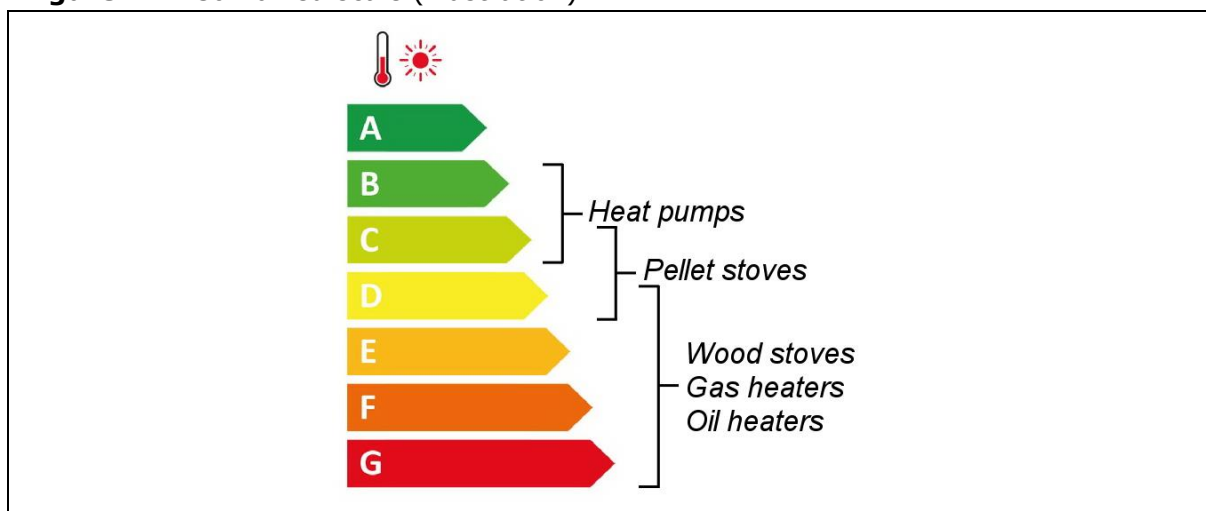 A
B
Heat pumps
C
Pellet stoves
D
E
Wood stoves
Gas heaters
F
Oil heaters
G